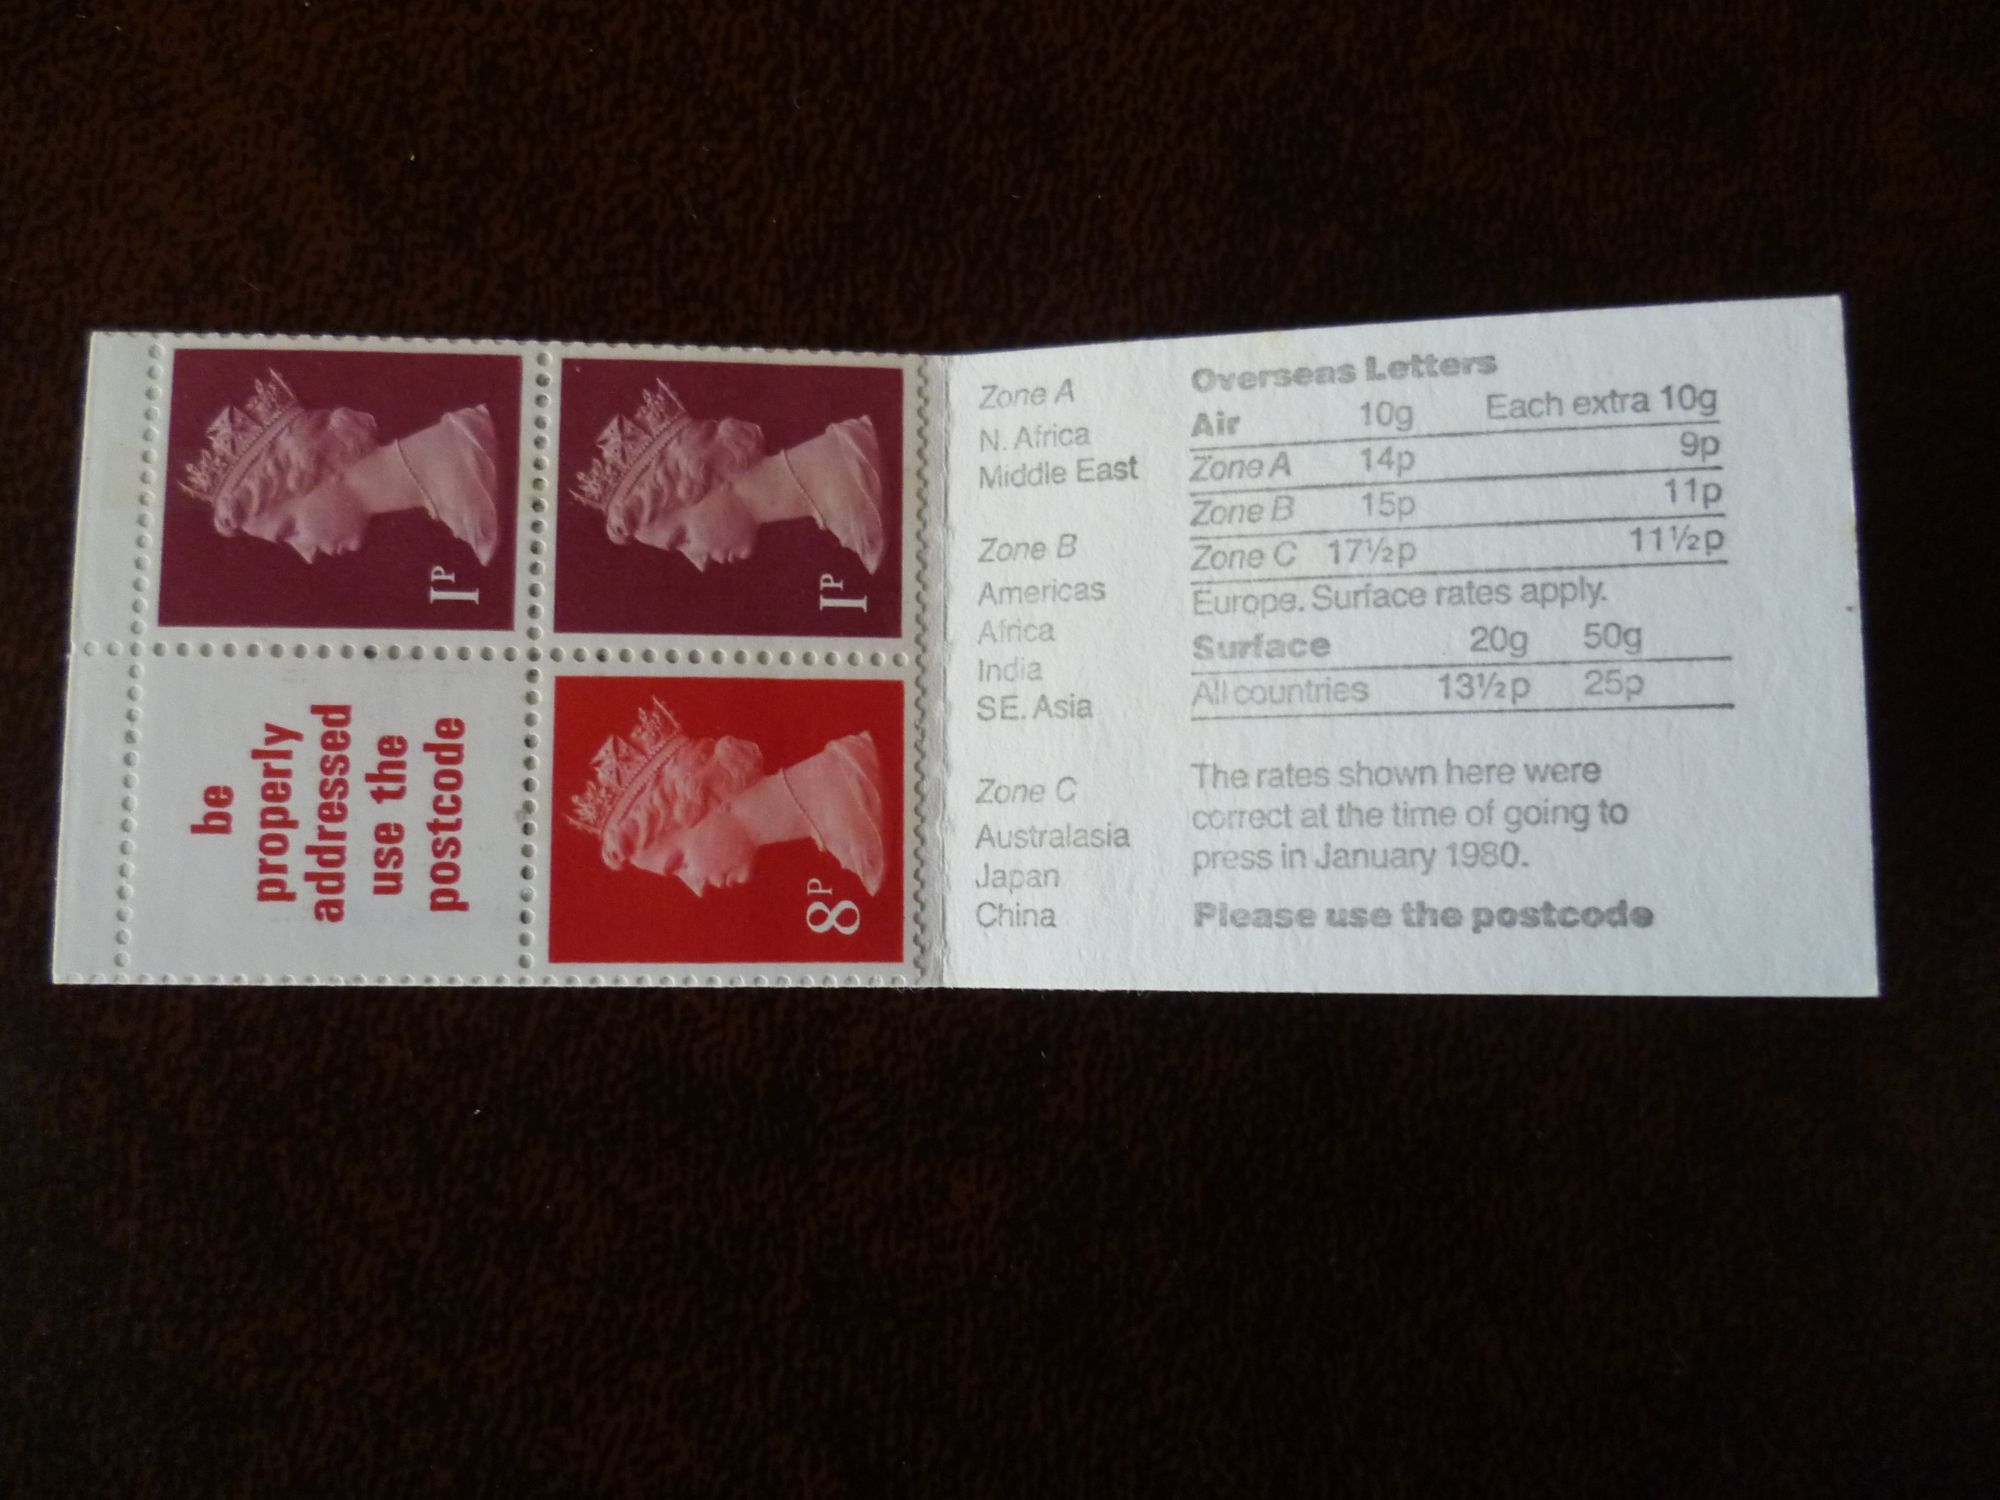 1P
1P
be
properly
addressed
use the
postcode
8P
Zone A
N. Africa
Middle East
Zone B
Americas
Africa
India
SE. Asia
Zone C
Australasia
Japan
China
Overseas Letters
Air 10g Each extra 10g
Zone A 14p 9p
Zone B 15p 11p
Zone C 17½p 11½p
Europe. Surface rates apply.
Surface 20g 50g
All countries 13½p 25p
The rates shown here were
correct at the time of going to
press in January 1980.
Please use the postcode